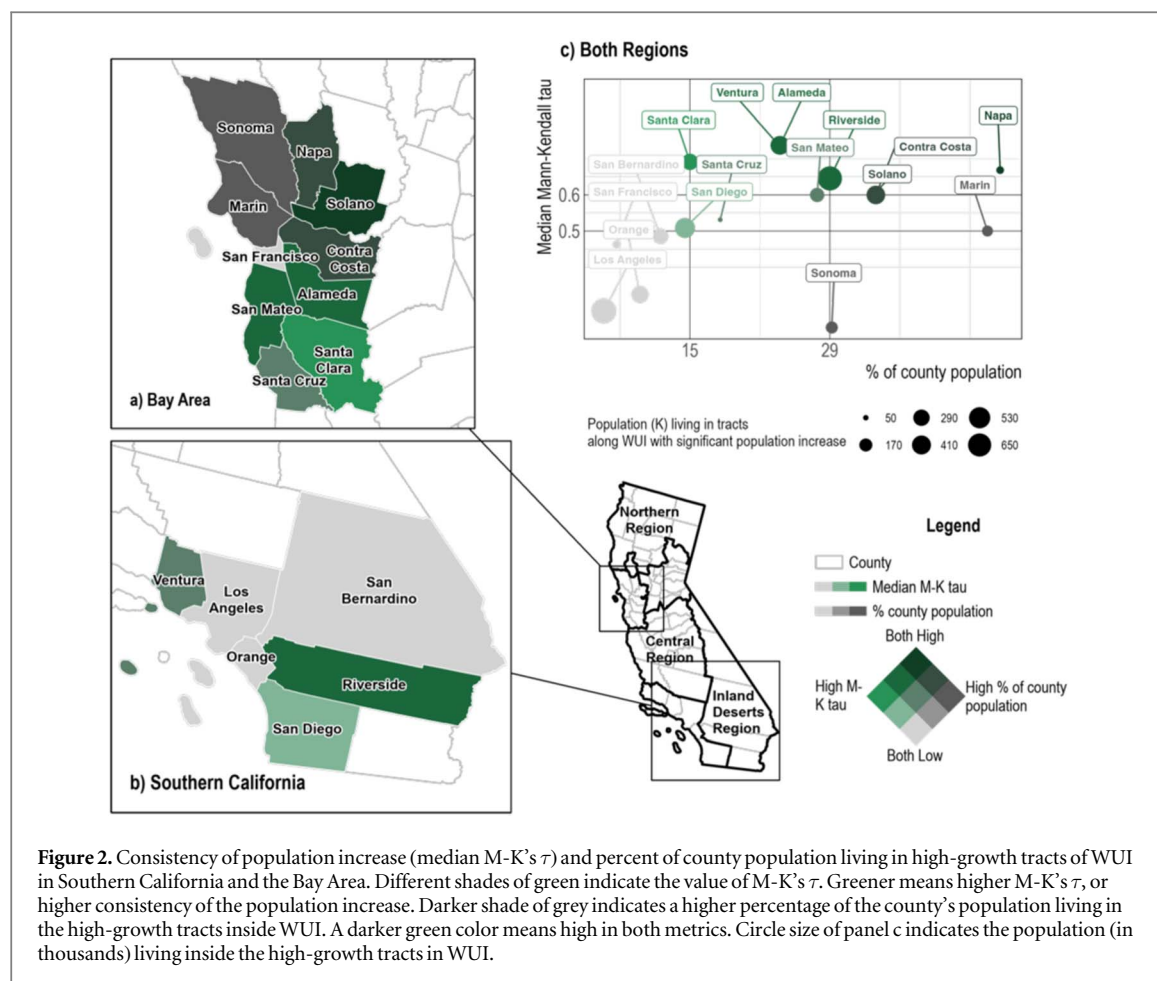 c) Both Regions
Sonoma
Napa
Solano
Marin
San Francisco
Contra
Costa
Alameda
San Mateo
Santa
Clara
Santa Cruz
a) Bay Area
Median Mann-Kendall tau
0.6
0.5
Ventura
Alameda
Santa Clara
Riverside
Napa
San Bernardino
Santa Cruz
San Mateo
Contra Costa
San Francisco
San Diego
Solano
Marin
Orange
Los Angeles
Sonoma
15
29
% of county population
Population (K) living in tracts
along WUI with significant population increase
50
290
530
170
410
650
Ventura
Los
Angeles
San
Bernardino
Orange
Riverside
San Diego
b) Southern California
Northern
Region
Central
Region
Inland
Deserts
Region
Legend
County
Median M-K tau
% county population
Both High
High M-
K tau
High % of county
population
Both Low
Figure 2. Consistency of population increase (median M-K's τ) and percent of county population living in high-growth tracts of WUI
in Southern California and the Bay Area. Different shades of green indicate the value of M-K's τ. Greener means higher M-K's τ, or
higher consistency of the population increase. Darker shade of grey indicates a higher percentage of the county's population living in
the high-growth tracts inside WUI. A darker green color means high in both metrics. Circle size of panel c indicates the population (in
thousands) living inside the high-growth tracts in WUI.